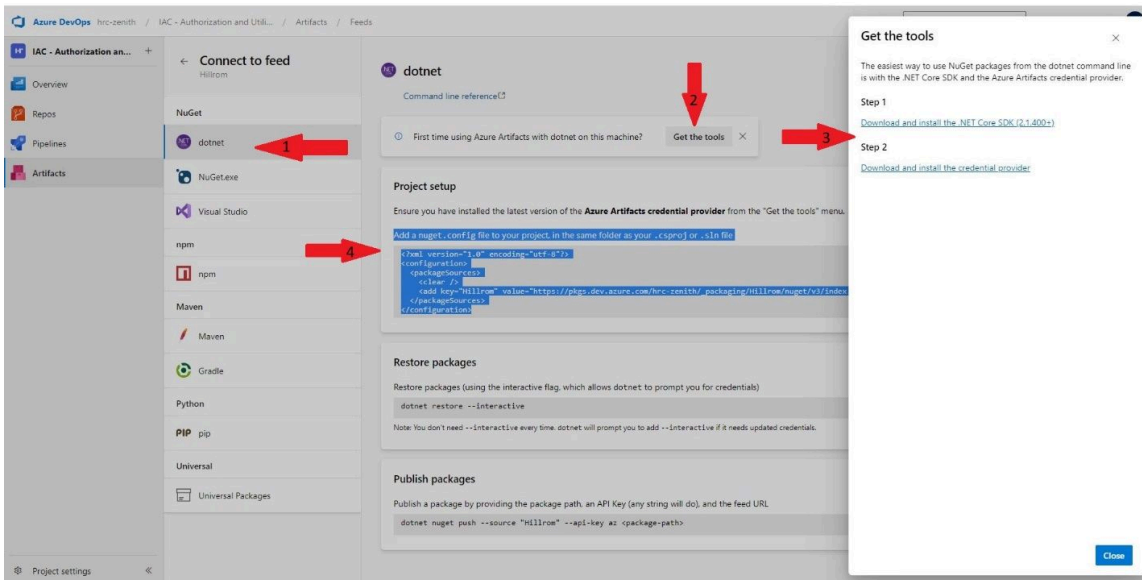 Azure DevOps hrc-zenith / IAC - Authorization and Utili... / Artifacts / Feeds
IAC - Authorization an... +
Overview
Repos
Pipelines
Artifacts
Project settings
← Connect to feed
Hillrom
NuGet
dotnet
1
NuGet.exe
Visual Studio
npm
npm
Maven
Maven
Gradle
Python
PIP pip
Universal
Universal Packages
dotnet
Command line reference
2
First time using Azure Artifacts with dotnet on this machine? Get the tools
3
Project setup
Ensure you have installed the latest version of the Azure Artifacts credential provider from the "Get the tools" menu.
Add a nuget.config file to your project, in the same folder as your .csproj or .sln file
4
<?xml version="1.0" encoding="utf-8"?>
<configuration>
<packageSources>
<clear />
<add key="Hillrom" value="https://pkgs.dev.azure.com/hrc-zenith/_packaging/Hillrom/nuget/v3/index
</packageSources>
</configuration>
Restore packages
Restore packages (using the interactive flag, which allows dotnet to prompt you for credentials)
dotnet restore --interactive
Note: You don't need --interactive every time. dotnet will prompt you to add --interactive if it needs updated credentials.
Publish packages
Publish a package by providing the package path, an API Key (any string will do), and the feed URL
dotnet nuget push --source "Hillrom" --api-key az <package-path>
Get the tools
The easiest way to use NuGet packages from the dotnet command line
is with the .NET Core SDK and the Azure Artifacts credential provider.
Step 1
Download and install the .NET Core SDK (2.1.400+)
Step 2
Download and install the credential provider
Close